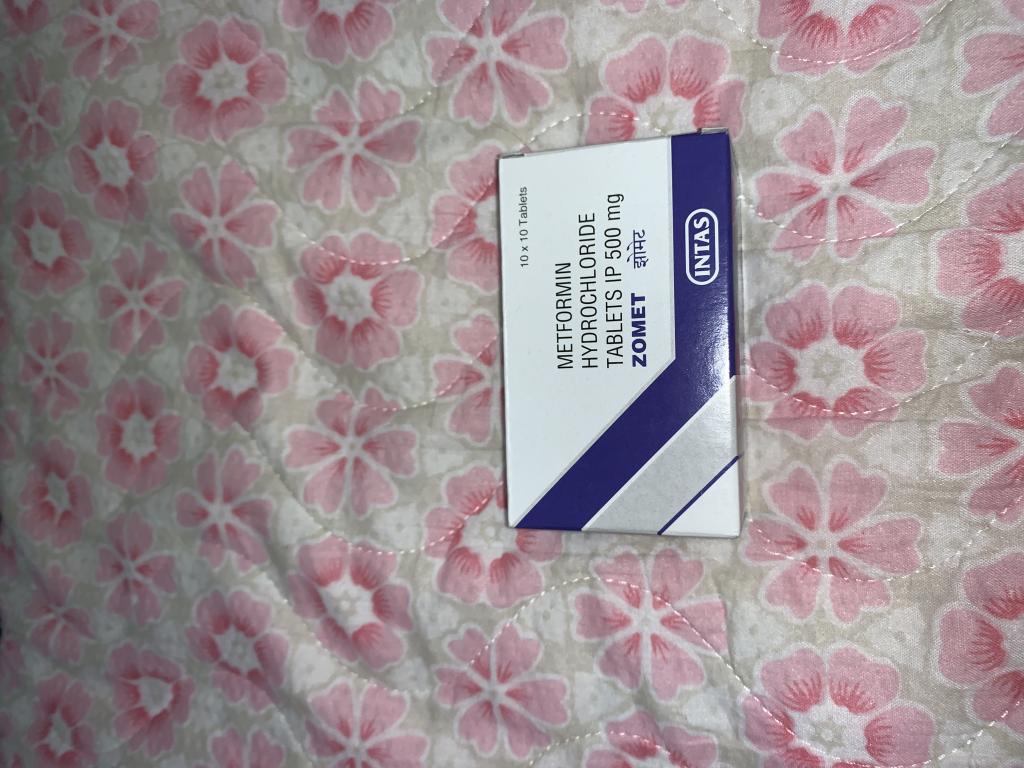 10 x 10 Tablets
METFORMIN
HYDROCHLORIDE
TABLETS IP 500 mg
ZOMET झोमेट
INTAS